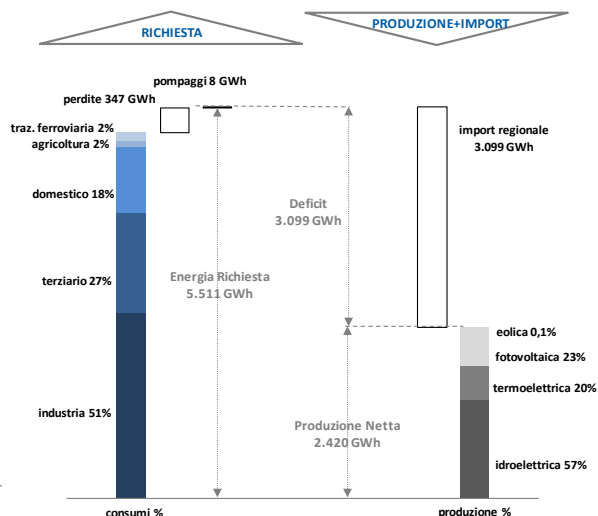 RICHIESTA
PRODUZIONE+IMPORT
pompaggi 8 GWh
perdite 347 GWh
traz. ferroviaria 2%
agricoltura 2%
domestico 18%
terziario 27%
industria 51%
Energia Richiesta
5.511 GWh
Deficit
3.099 GWh
Produzione Netta
2.420 GWh
import regionale
3.099 GWh
eolica 0,1%
fotovoltaica 23%
termoelettrica 20%
idroelettrica 57%
consumi %
produzione %